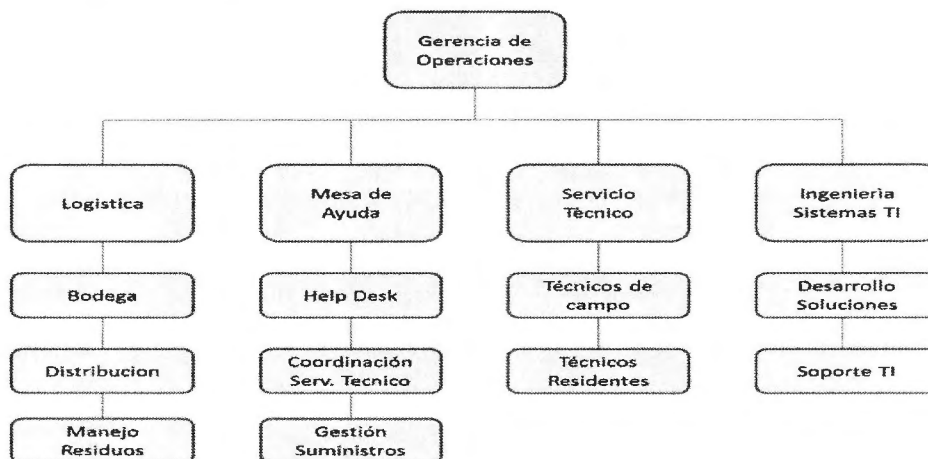 Gerencia de
Operaciones
Logistica
Mesa de
Ayuda
Servicio
Tècnico
Ingenierìa
Sistemas TI
Bodega
Help Desk
Técnicos de
campo
Desarrollo
Soluciones
Distribucion
Coordinación
Serv. Tecnico
Técnicos
Residentes
Soporte TI
Manejo
Residuos
Gestión
Suministros